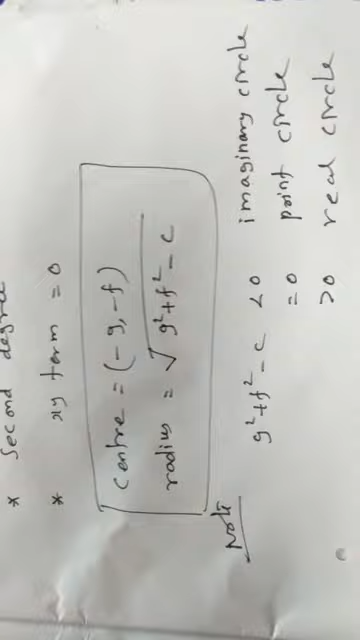 * Second degree
* xy term = 0
Centre = (-g, -f)
radius = √g²+f²-c
Note
g²+f²-c <0 imaginary circle
=0 point circle
>0 real circle